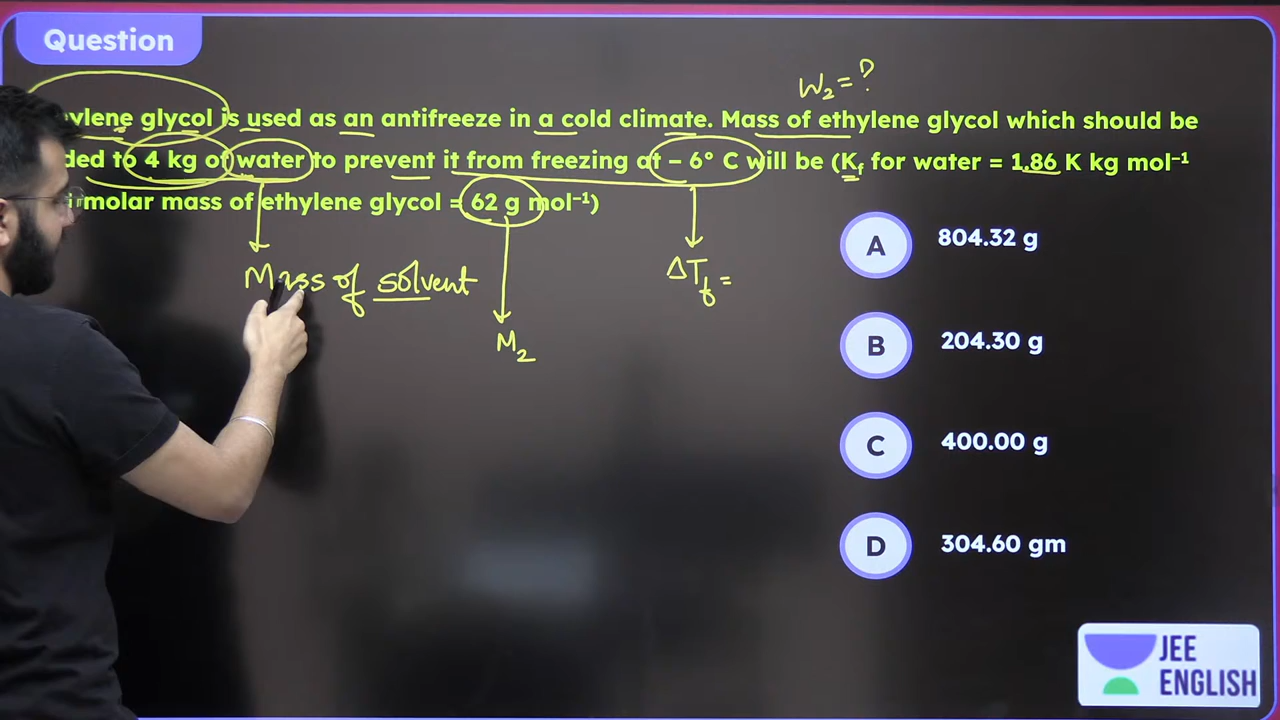 Question
W₂ = ?
ylene glycol is used as an antifreeze in a cold climate. Mass of ethylene glycol which should be
ded to 4 kg of water to prevent it from freezing at – 6° C will be (Kf for water = 1.86 K kg mol⁻¹
molar mass of ethylene glycol = 62 g mol⁻¹)
A 804.32 g
Mass of solvent
ΔTf =
M₂
B 204.30 g
C 400.00 g
D 304.60 gm
JEE
ENGLISH